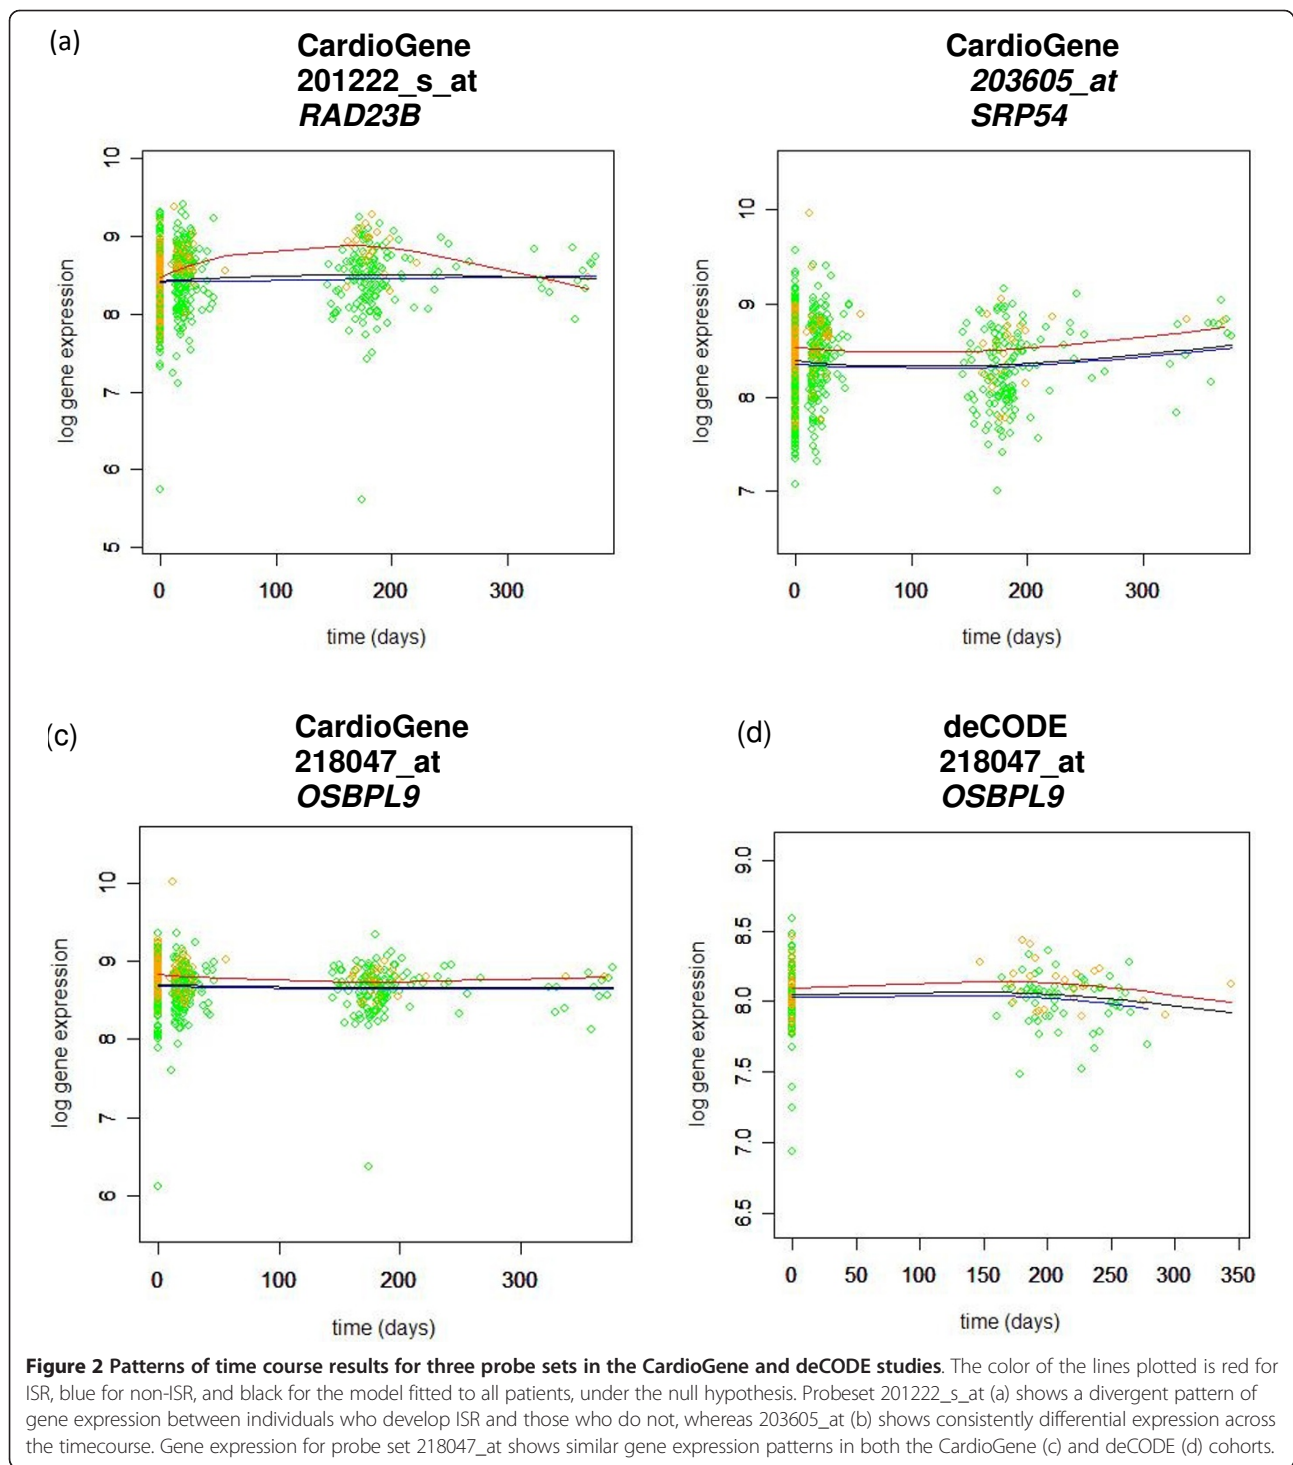 (a)
CardioGene
201222_s_at
RAD23B
CardioGene
203605_at
SRP54
log gene expression
10
9
8
7
6
5
0 100 200 300
time (days)
log gene expression
10
9
8
7
0 100 200 300
time (days)
(c)
CardioGene
218047_at
OSBPL9
(d)
deCODE
218047_at
OSBPL9
log gene expression
10
9
8
7
6
0 100 200 300
time (days)
log gene expression
9.0
8.5
8.0
7.5
7.0
6.5
0 50 100 150 200 250 300 350
time (days)
Figure 2 Patterns of time course results for three probe sets in the CardioGene and deCODE studies. The color of the lines plotted is red for
ISR, blue for non-ISR, and black for the model fitted to all patients, under the null hypothesis. Probeset 201222_s_at (a) shows a divergent pattern of
gene expression between individuals who develop ISR and those who do not, whereas 203605_at (b) shows consistently differential expression across
the timecourse. Gene expression for probe set 218047_at shows similar gene expression patterns in both the CardioGene (c) and deCODE (d) cohorts.